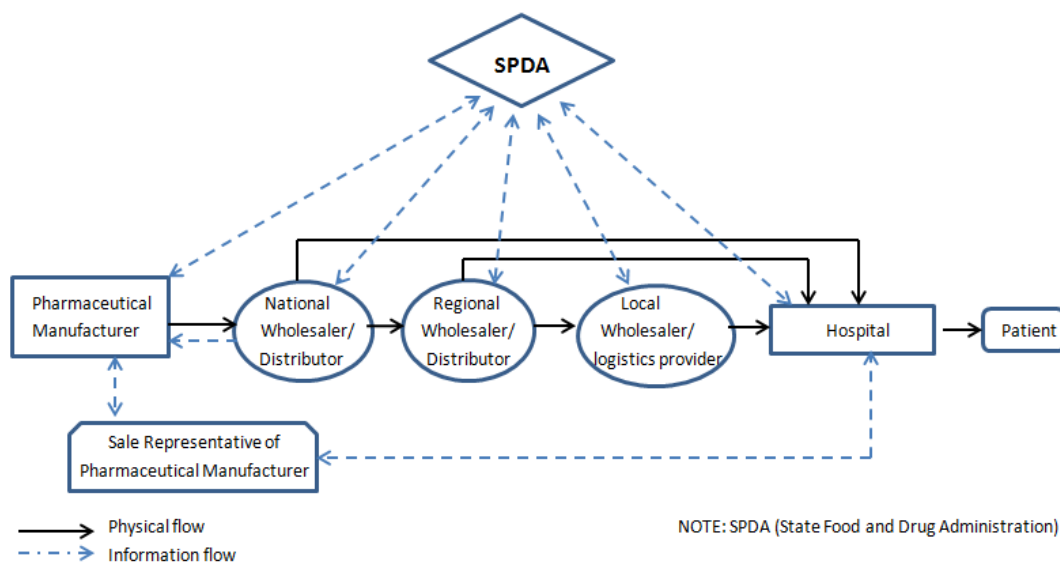 SPDA
Pharmaceutical
Manufacturer
National
Wholesaler/
Distributor
Regional
Wholesaler/
Distributor
Local
Wholesaler/
logistics provider
Hospital
Patient
Sale Representative of
Pharmaceutical Manufacturer
Physical flow
Information flow
NOTE: SPDA (State Food and Drug Administration)